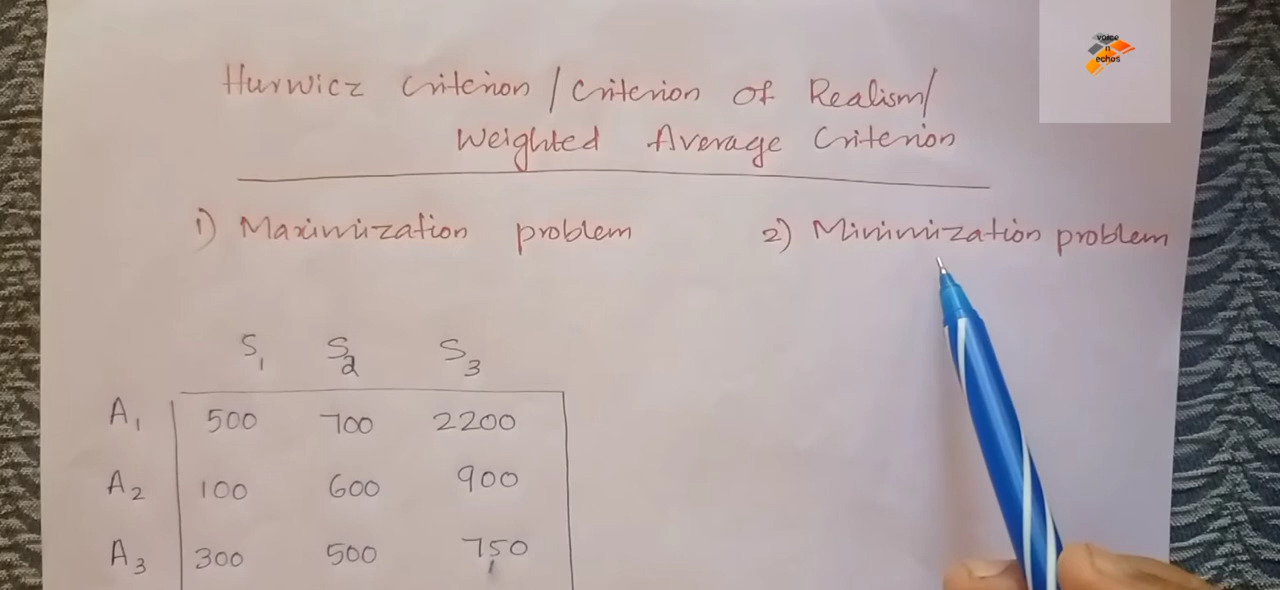 voice
n
echos
Hurwicz Criterion / Criterion of Realism/
Weighted Average Criterion
1) Maximization problem 2) Minimization problem
S1 S2 S3
A1 500 700 2200
A2 100 600 900
A3 300 500 750